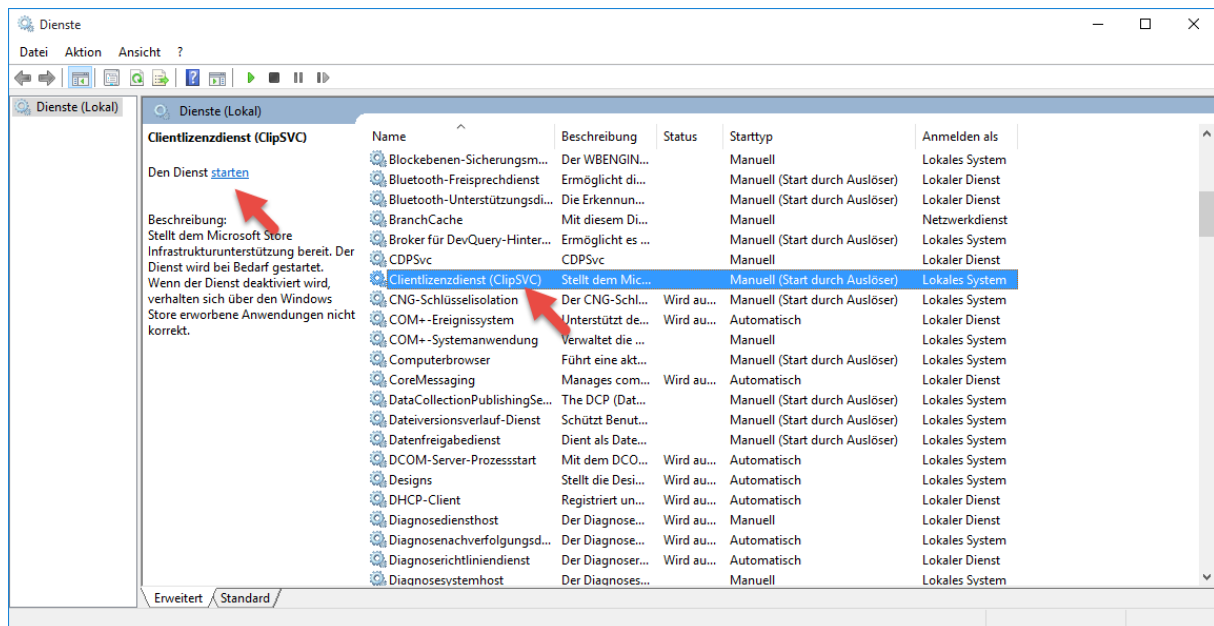 Dienste
Datei Aktion Ansicht ?
Dienste (Lokal)
Dienste (Lokal)
Clientlizenzdienst (ClipSVC)
Den Dienst starten
Beschreibung:
Stellt dem Microsoft Store
Infrastrukturunterstützung bereit. Der
Dienst wird bei Bedarf gestartet.
Wenn der Dienst deaktiviert wird,
verhalten sich über den Windows
Store erworbene Anwendungen nicht
korrekt.
Name Beschreibung Status Starttyp Anmelden als
Blockebenen-Sicherungsm... Der WBENGIN... Manuell Lokales System
Bluetooth-Freisprechdienst Ermöglicht di... Manuell (Start durch Auslöser) Lokaler Dienst
Bluetooth-Unterstützungsdi... Die Erkennun... Manuell (Start durch Auslöser) Lokaler Dienst
BranchCache Mit diesem Di... Manuell Netzwerkdienst
Broker für DevQuery-Hinter... Ermöglicht es ... Manuell (Start durch Auslöser) Lokales System
CDPSvc CDPSvc Manuell Lokaler Dienst
Clientlizenzdienst (ClipSVC) Stellt dem Mic... Manuell (Start durch Auslöser) Lokales System
CNG-Schlüsselisolation Der CNG-Schl... Wird au... Manuell (Start durch Auslöser) Lokales System
COM+-Ereignissystem Unterstützt de... Wird au... Automatisch Lokaler Dienst
COM+-Systemanwendung Verwaltet die ... Manuell Lokales System
Computerbrowser Führt eine akt... Manuell (Start durch Auslöser) Lokales System
CoreMessaging Manages com... Wird au... Automatisch Lokaler Dienst
DataCollectionPublishingSe... The DCP (Dat... Manuell (Start durch Auslöser) Lokales System
Dateiversionsverlauf-Dienst Schützt Benut... Manuell (Start durch Auslöser) Lokales System
Datenfreigabedienst Dient als Date... Manuell (Start durch Auslöser) Lokales System
DCOM-Server-Prozessstart Mit dem DCO... Wird au... Automatisch Lokales System
Designs Stellt die Desi... Wird au... Automatisch Lokales System
DHCP-Client Registriert un... Wird au... Automatisch Lokaler Dienst
Diagnosediensthost Der Diagnose... Wird au... Manuell Lokaler Dienst
Diagnosenachverfolgungsd... Der Diagnose... Wird au... Automatisch Lokales System
Diagnoserichtliniendienst Der Diagnoser... Wird au... Automatisch Lokaler Dienst
Diagnosesystemhost Der Diagnoses... Manuell Lokales System
Erweitert Standard